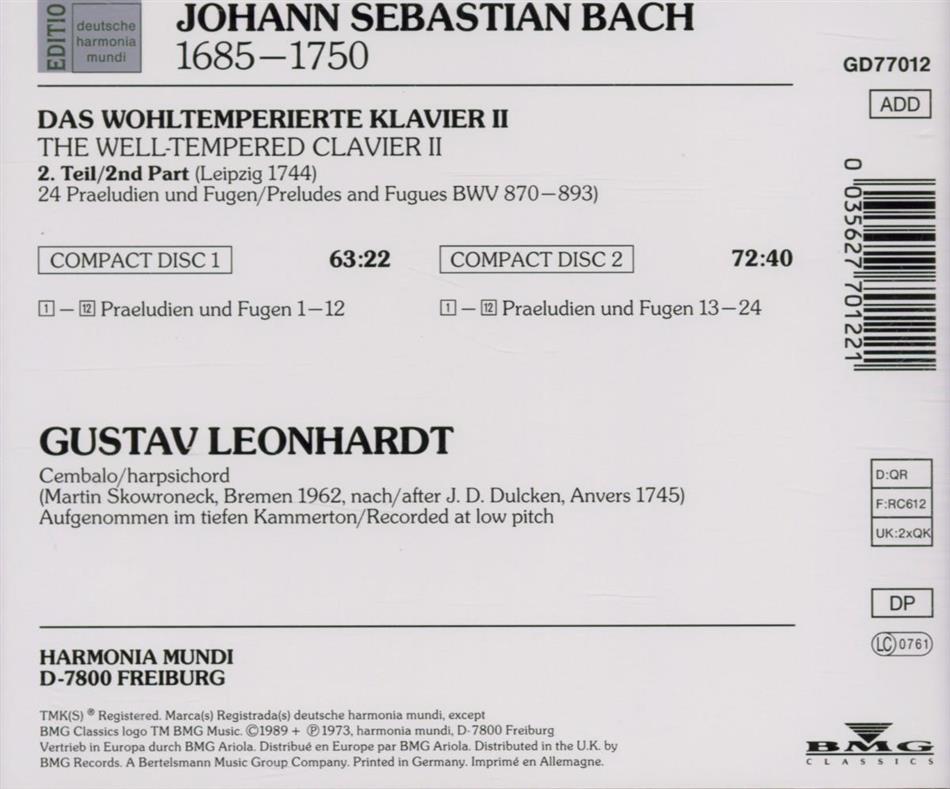 EDITIO
deutsche
harmonia
mundi
JOHANN SEBASTIAN BACH
1685–1750
GD77012
ADD
DAS WOHLTEMPERIERTE KLAVIER II
THE WELL-TEMPERED CLAVIER II
2. Teil/2nd Part (Leipzig 1744)
24 Praeludien und Fugen/Preludes and Fugues BWV 870–893)
0 035627 701221
COMPACT DISC 1 63:22
1 – 12 Praeludien und Fugen 1–12
COMPACT DISC 2 72:40
1 – 12 Praeludien und Fugen 13–24
GUSTAV LEONHARDT
Cembalo/harpsichord
(Martin Skowroneck, Bremen 1962, nach/after J. D. Dulcken, Anvers 1745)
Aufgenommen im tiefen Kammerton/Recorded at low pitch
D:QR
F:RC612
UK:2xQK
DP
LC 0761
HARMONIA MUNDI
D-7800 FREIBURG
TMK(S) ® Registered. Marca(s) Registrada(s) deutsche harmonia mundi, except
BMG Classics logo TM BMG Music. ©1989 + ℗1973, harmonia mundi, D-7800 Freiburg
Vertrieb in Europa durch BMG Ariola. Distribué en Europe par BMG Ariola. Distributed in the U.K. by
BMG Records. A Bertelsmann Music Group Company. Printed in Germany. Imprimé en Allemagne.
BMG
CLASSICS